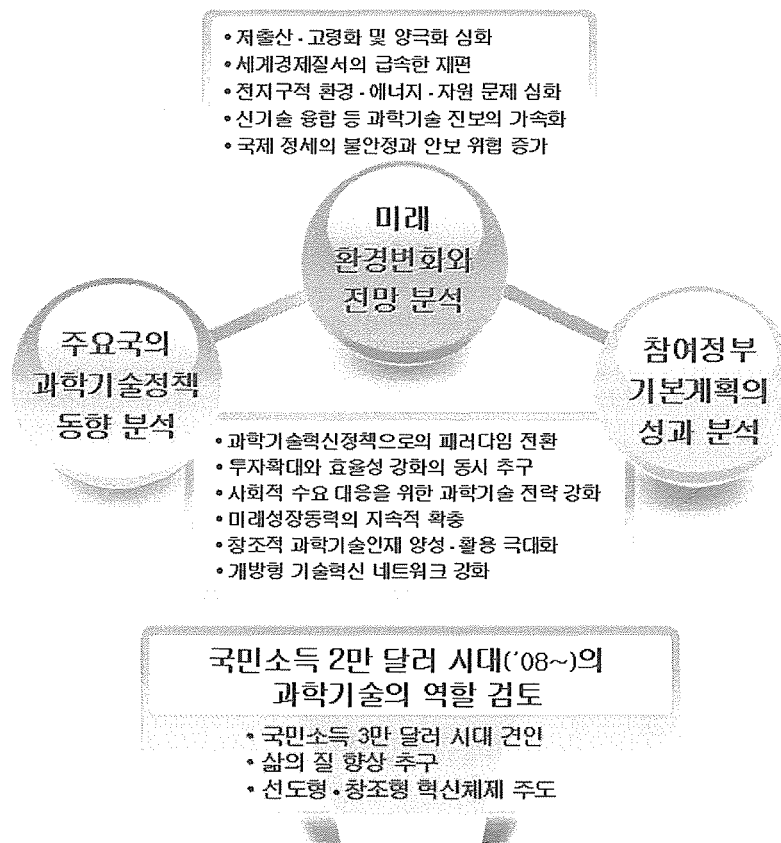 • 저출산 · 고령화 및 양극화 심화
• 세계경제질서의 급속한 재편
• 전지구적 환경 · 에너지 · 자원 문제 심화
• 신기술 융합 등 과학기술 진보의 가속화
• 국제 정세의 불안정과 안보 위협 증가
미래
환경변화와
전망 분석
주요국의
과학기술정책
동향 분석
참여정부
기본계획의
성과 분석
• 과학기술혁신정책으로의 패러다임 전환
• 투자확대와 효율성 강화의 동시 추구
• 사회적 수요 대응을 위한 과학기술 전략 강화
• 미래성장동력의 지속적 확충
• 창조적 과학기술인재 양성 · 활용 극대화
• 개방형 기술혁신 네트워크 강화
국민소득 2만 달러 시대('08~)의
과학기술의 역할 검토
• 국민소득 3만 달러 시대 견인
• 삶의 질 향상 추구
• 선도형 · 창조형 혁신체제 주도